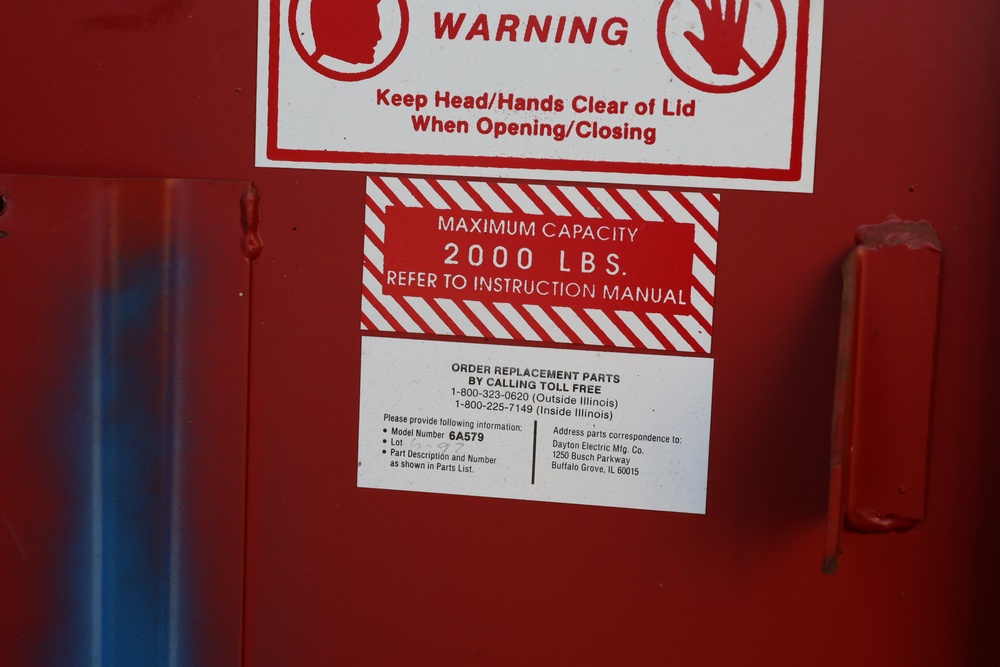 WARNING
Keep Head/Hands Clear of Lid
When Opening/Closing
MAXIMUM CAPACITY
2000 LBS.
REFER TO INSTRUCTION MANUAL
ORDER REPLACEMENT PARTS
BY CALLING TOLL FREE
1-800-323-0620 (Outside Illinois)
1-800-225-7149 (Inside Illinois)
Please provide following information:
• Model Number 6A579
• Lot
• Part Description and Number
as shown in Parts List.
Address parts correspondence to:
Dayton Electric Mfg. Co.
1250 Busch Parkway
Buffalo Grove, IL 60015